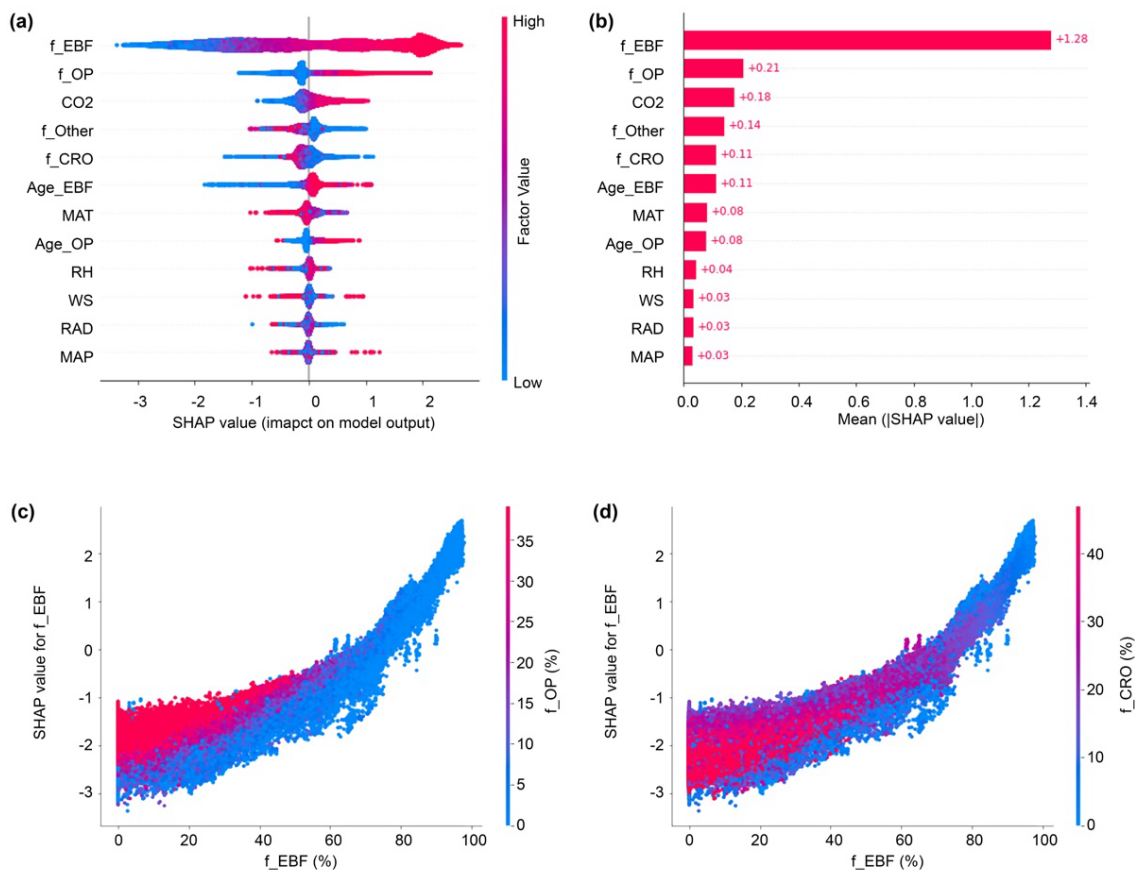 (a)
f_EBF
f_OP
CO2
f_Other
f_CRO
Age_EBF
MAT
Age_OP
RH
WS
RAD
MAP
-3 -2 -1 0 1 2
SHAP value (imapct on model output)
High
Factor Value
Low
(b)
f_EBF +1.28
f_OP +0.21
CO2 +0.18
f_Other +0.14
f_CRO +0.11
Age_EBF +0.11
MAT +0.08
Age_OP +0.08
RH +0.04
WS +0.03
RAD +0.03
MAP +0.03
0.0 0.2 0.4 0.6 0.8 1.0 1.2 1.4
Mean (|SHAP value|)
(c)
SHAP value for f_EBF
2
1
0
-1
-2
-3
0 20 40 60 80 100
f_EBF (%)
35
30
25
20
15
10
5
0
f_OP (%)
(d)
SHAP value for f_EBF
2
1
0
-1
-2
-3
0 20 40 60 80 100
f_EBF (%)
40
30
20
10
0
f_CRO (%)